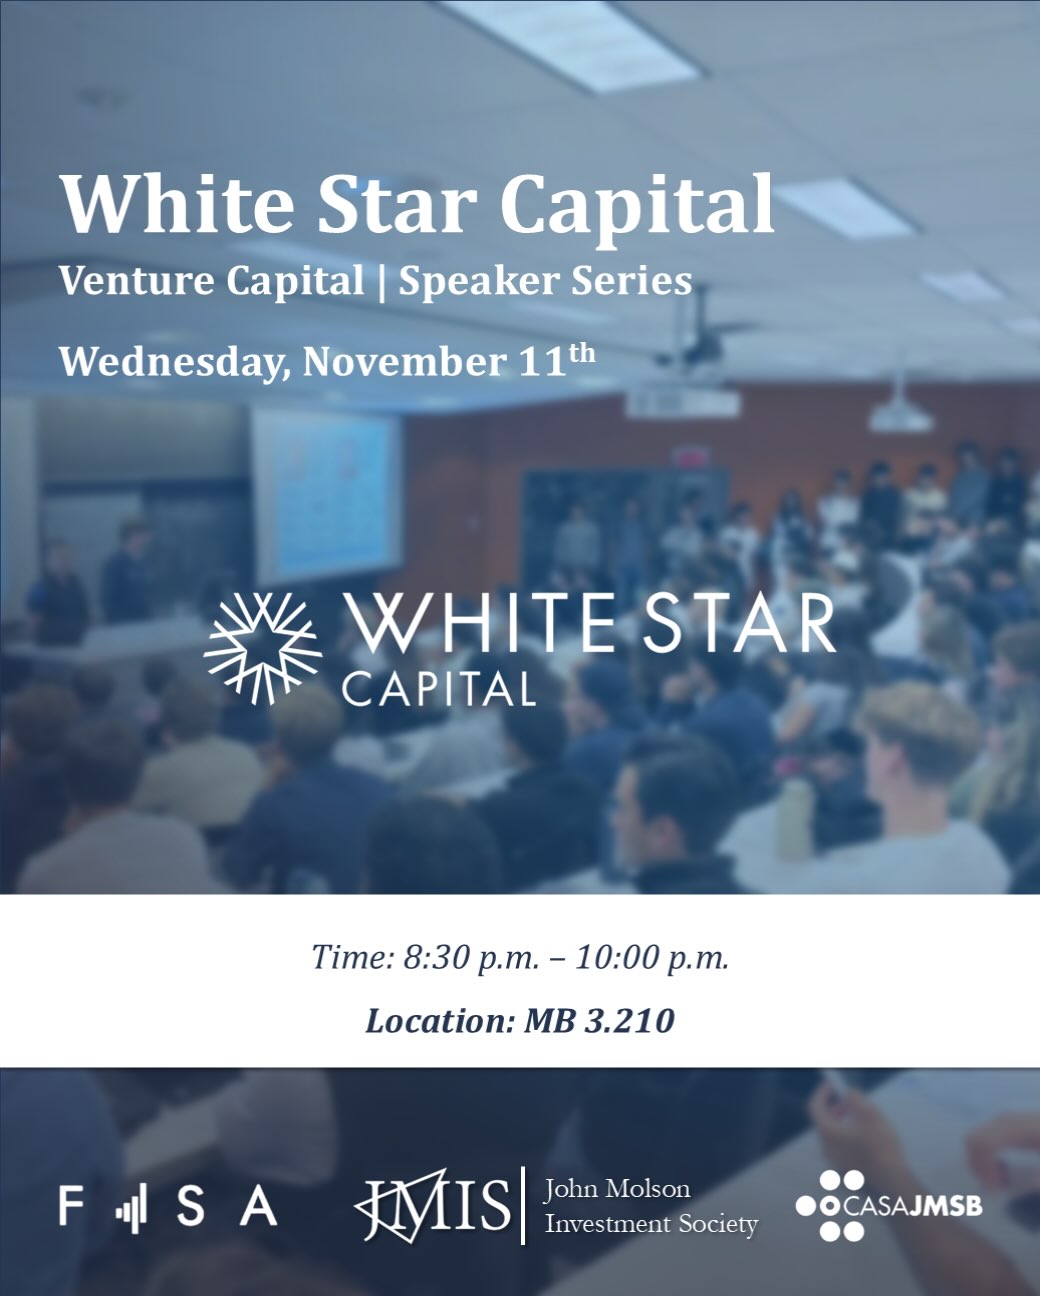 White Star Capital
Venture Capital | Speaker Series
Wednesday, November 11th
WHITE STAR
CAPITAL
Time: 8:30 p.m. – 10:00 p.m.
Location: MB 3.210
F SA
JMIS
John Molson
Investment Society
CASAJMSB